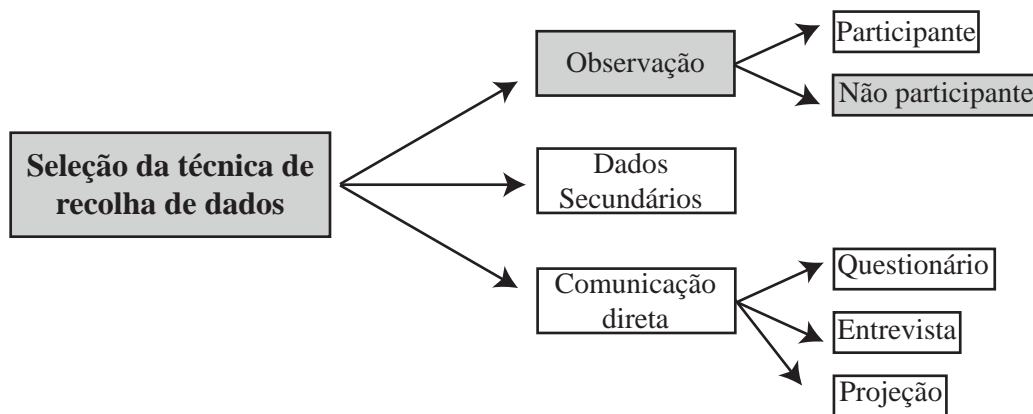 Seleção da técnica de
recolha de dados
Observação
Participante
Não participante
Dados
Secundários
Comunicação
direta
Questionário
Entrevista
Projeção